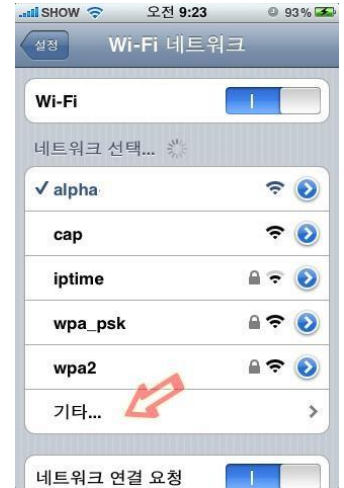 SHOW 오전 9:23 93%
설정 Wi-Fi 네트워크
Wi-Fi
네트워크 선택...
alpha
cap
iptime
wpa_psk
wpa2
기타...
네트워크 연결 요청